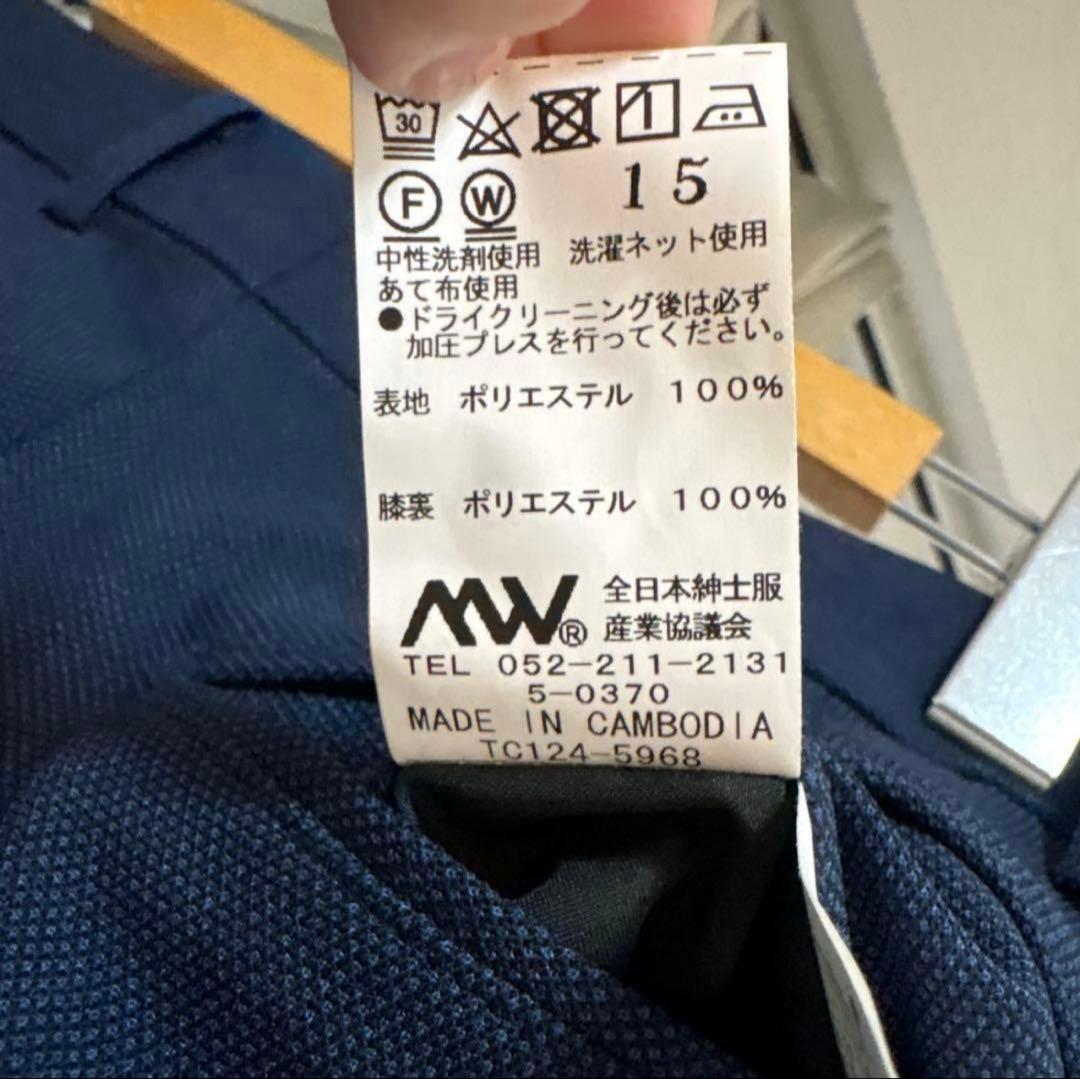 30
F W
15
中性洗剤使用 洗濯ネット使用
あて布使用
●ドライクリーニング後は必ず
加圧プレスを行ってください。
表地 ポリエステル 100%
膝裏 ポリエステル 100%
MW® 全日本紳士服
産業協議会
TEL 052-211-2131
5-0370
MADE IN CAMBODIA
TC124-5968